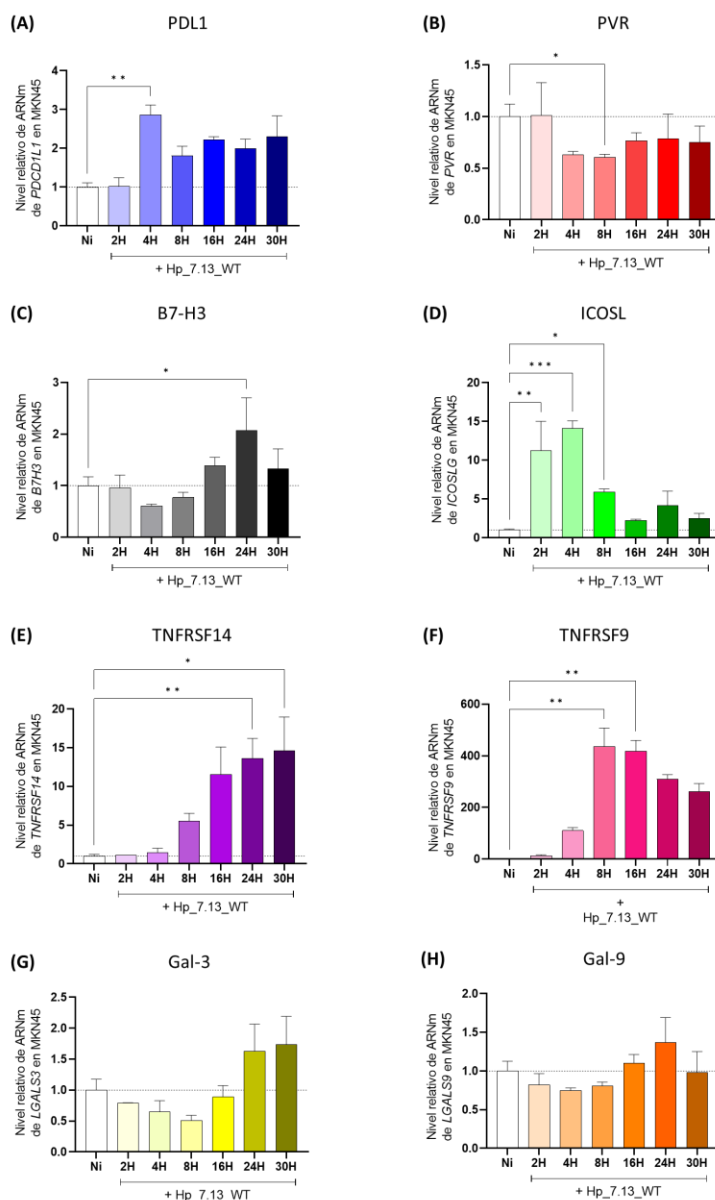 (A)
PDL1
Nivel relativo de ARNm
de PDCD1L1 en MKN45
4
3
2
1
0
**
Ni 2H 4H 8H 16H 24H 30H
+ Hp_7.13_WT
(B)
PVR
Nivel relativo de ARNm
de PVR en MKN45
1.5
1.0
0.5
0.0
*
Ni 2H 4H 8H 16H 24H 30H
+ Hp_7.13_WT
(C)
B7-H3
Nivel relativo de ARNm
de B7H3 en MKN45
3
2
1
0
*
Ni 2H 4H 8H 16H 24H 30H
+ Hp_7.13_WT
(D)
ICOSL
Nivel relativo de ARNm
de ICOSLG en MKN45
20
15
10
5
0
*
***
**
Ni 2H 4H 8H 16H 24H 30H
+ Hp_7.13_WT
(E)
TNFRSF14
Nivel relativo de ARNm
de TNFRSF14 en MKN45
20
15
10
5
0
*
**
Ni 2H 4H 8H 16H 24H 30H
+ Hp_7.13_WT
(F)
TNFRSF9
Nivel relativo de ARNm
de TNFRSF9 en MKN45
600
400
200
**
**
Ni 2H 4H 8H 16H 24H 30H
+
Hp_7.13_WT
(G)
Gal-3
Nivel relativo de ARNm
de LGALS3 en MKN45
2.5
2.0
1.5
1.0
0.5
0.0
Ni 2H 4H 8H 16H 24H 30H
+ Hp_7.13_WT
(H)
Gal-9
Nivel relativo de ARNm
de LGALS9 en MKN45
2.0
1.5
1.0
0.5
0.0
Ni 2H 4H 8H 16H 24H 30H
+ Hp_7.13_WT